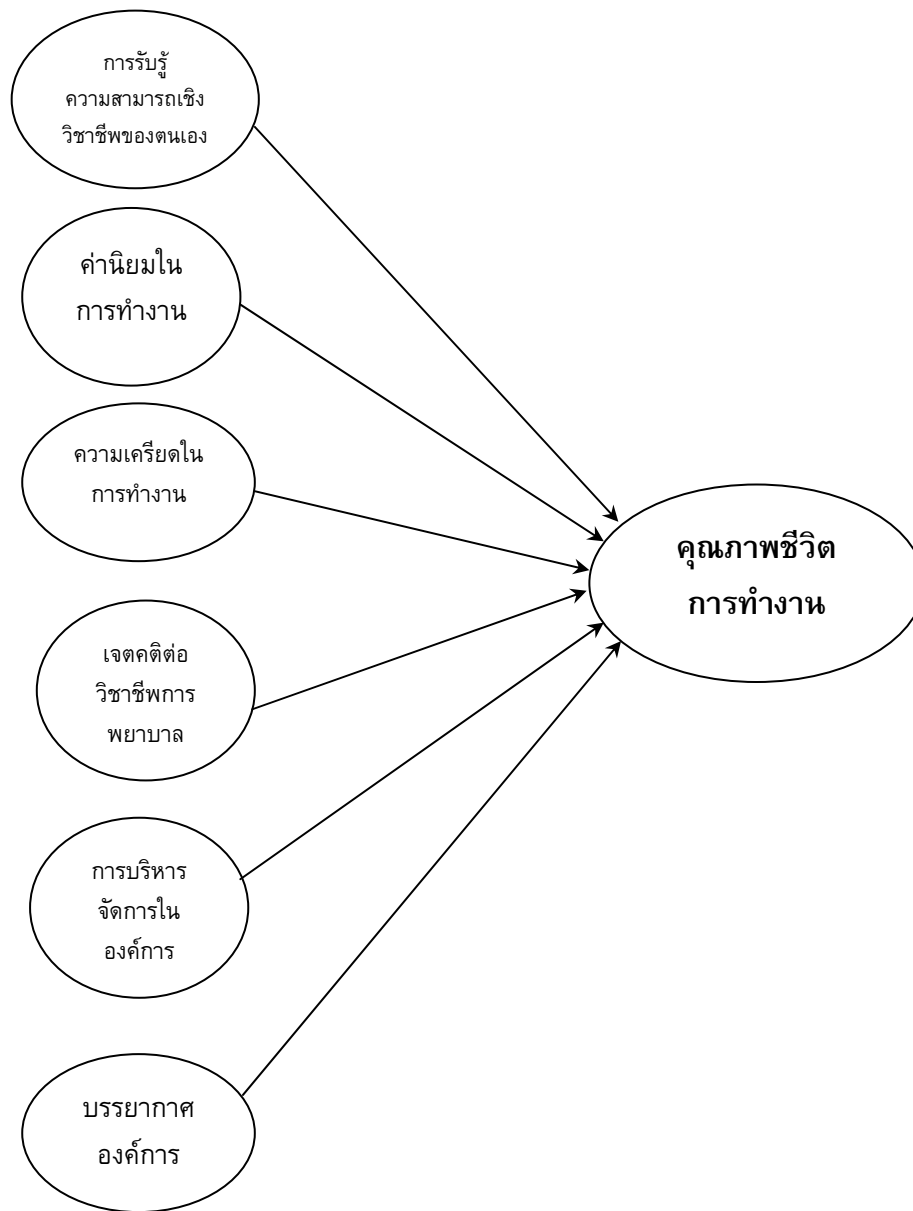 การรับรู้
ความสามารถเชิง
วิชาชีพของตนเอง
ค่านิยมใน
การทำงาน
ความเครียดใน
การทำงาน
คุณภาพชีวิต
การทำงาน
เจตคติต่อ
วิชาชีพการ
พยาบาล
การบริหาร
จัดการใน
องค์การ
บรรยากาศ
องค์การ